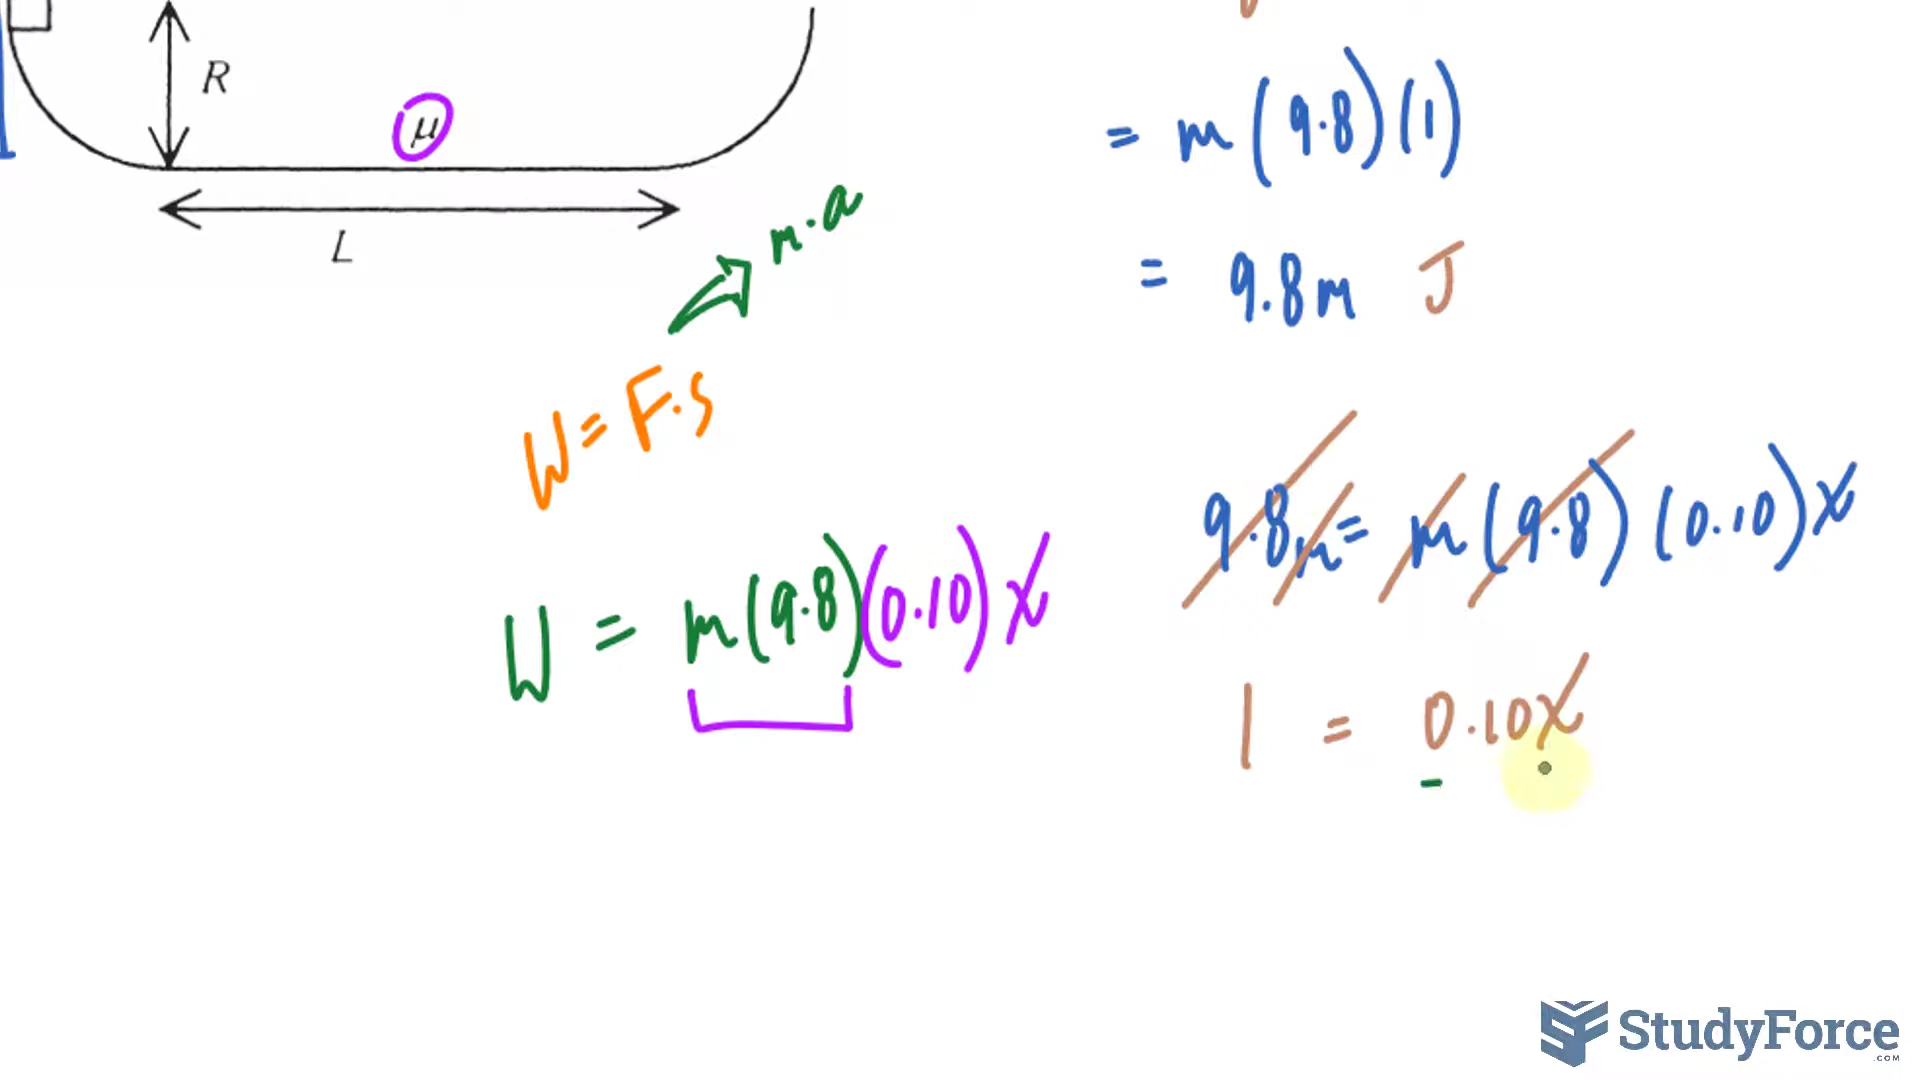 R
μ
L
m·a
W = F·s
W = m(9.8)(0.10)x
= m(9.8)(1)
= 9.8m J
9.8m = m(9.8)(0.10)x
1 = 0.10x
StudyForce
.COM